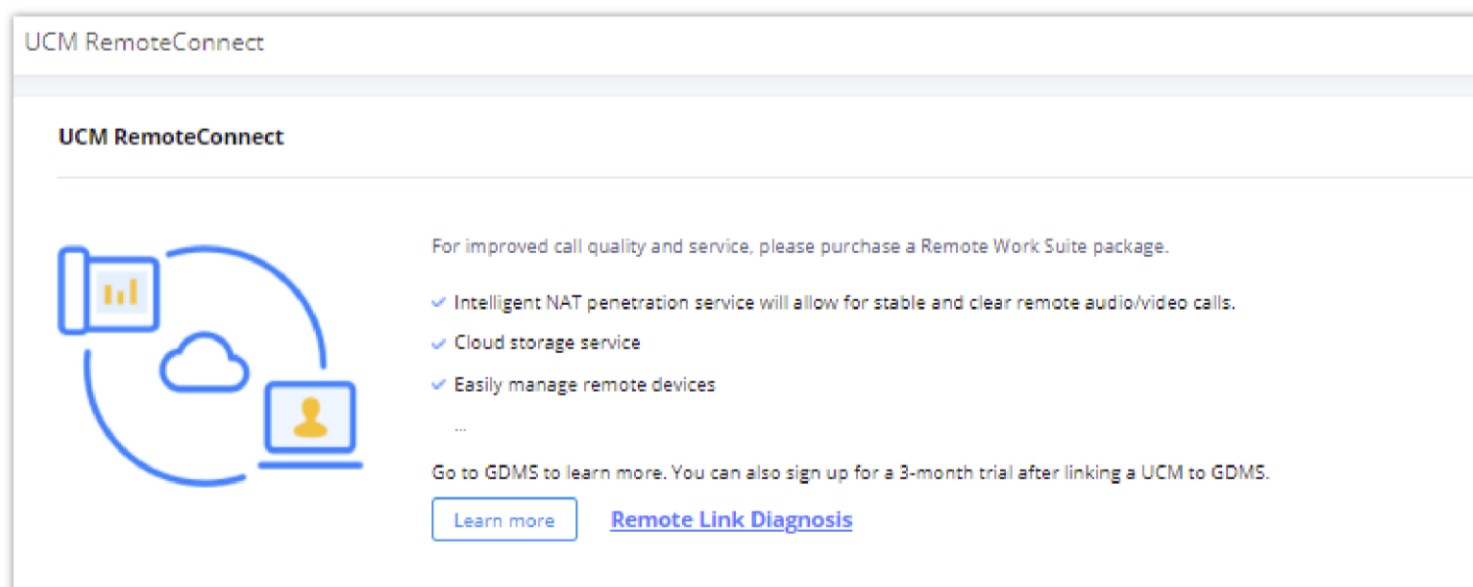 UCM RemoteConnect
UCM RemoteConnect
For improved call quality and service, please purchase a Remote Work Suite package.
Intelligent NAT penetration service will allow for stable and clear remote audio/video calls.
Cloud storage service
Easily manage remote devices
...
Go to GDMS to learn more. You can also sign up for a 3-month trial after linking a UCM to GDMS.
Learn more Remote Link Diagnosis